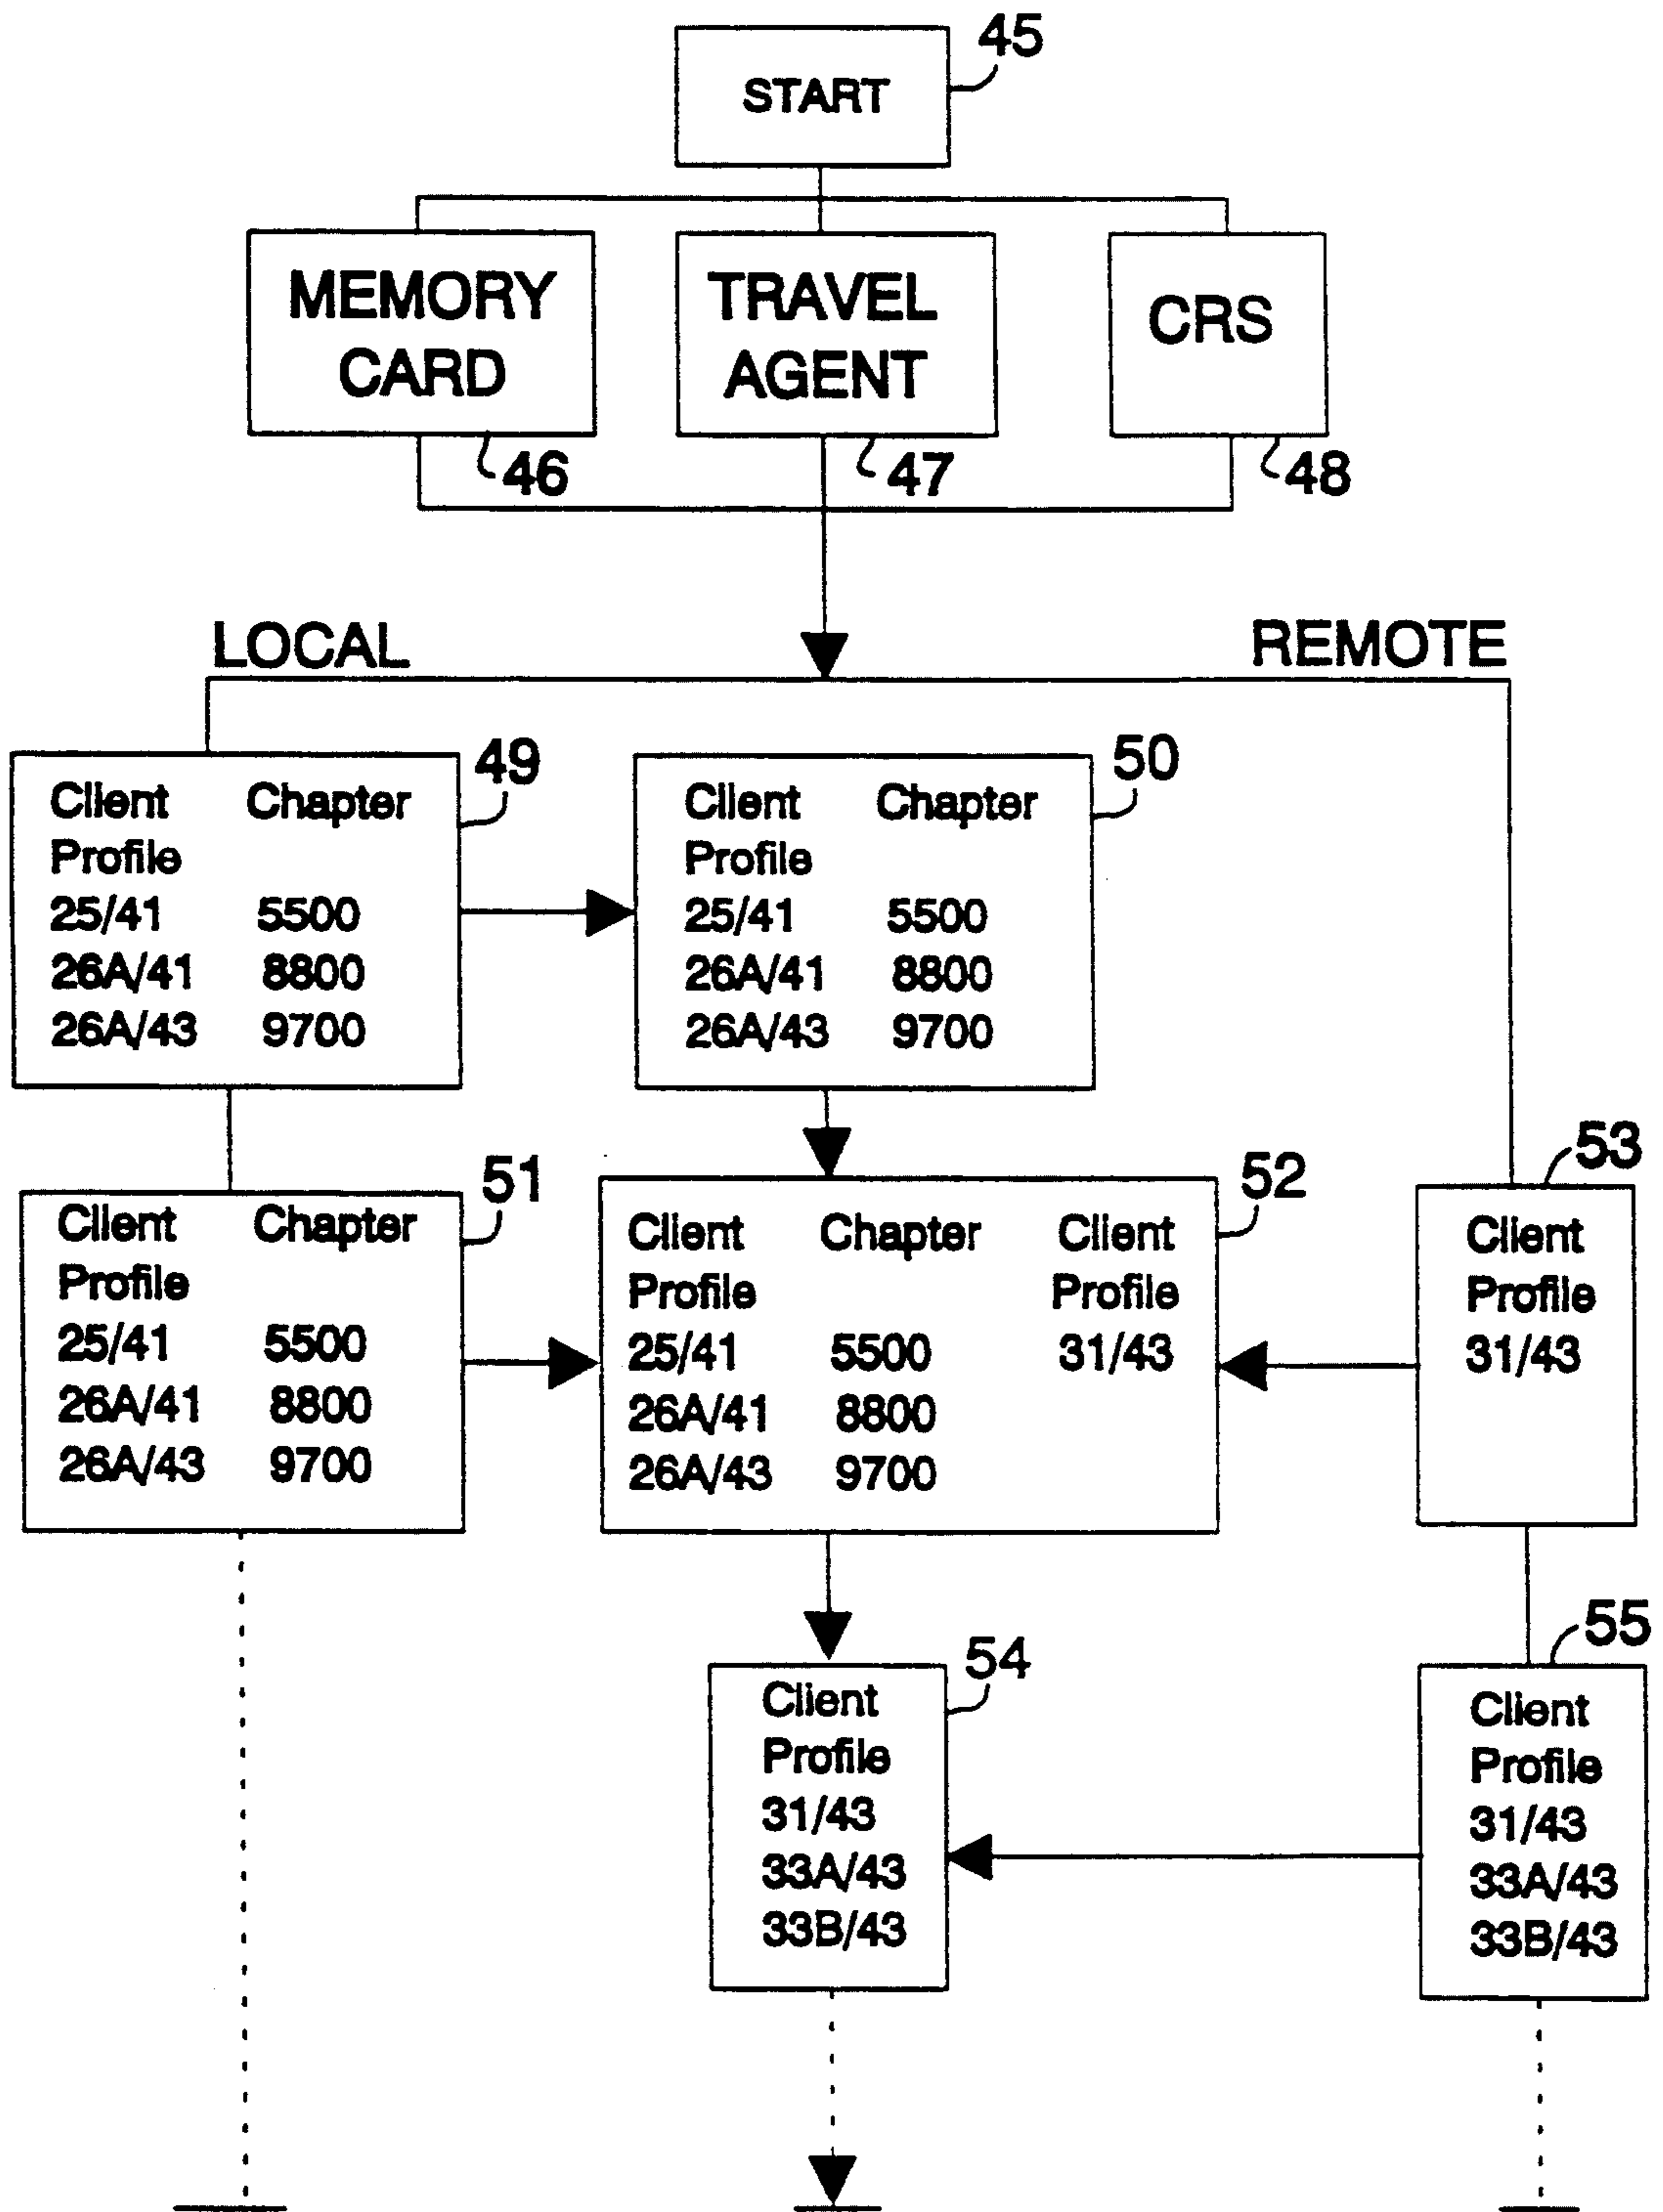 45
START
MEMORY
CARD
46
TRAVEL
AGENT
47
CRS
48
LOCAL
REMOTE
49
Client Chapter
Profile
25/41 5500
26A/41 8800
26A/43 9700
50
Client Chapter
Profile
25/41 5500
26A/41 8800
26A/43 9700
51
Client Chapter
Profile
25/41 5500
26A/41 8800
26A/43 9700
52
Client Chapter Client
Profile Profile
25/41 5500 31/43
26A/41 8800
26A/43 9700
53
Client
Profile
31/43
54
Client
Profile
31/43
33A/43
33B/43
55
Client
Profile
31/43
33A/43
33B/43